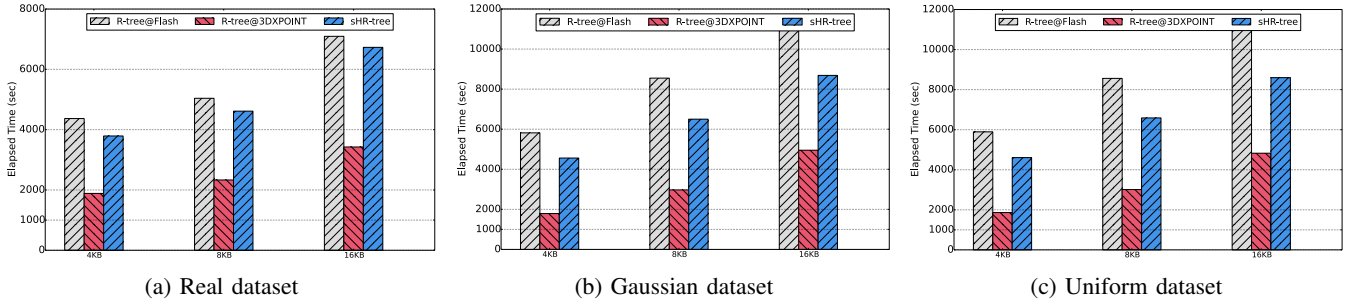 R-tree@Flash R-tree@3DXPOINT sHR-tree
Elapsed Time (sec)
8000
6000
4000
2000
0
4KB 8KB 16KB
(a) Real dataset
R-tree@Flash R-tree@3DXPOINT sHR-tree
Elapsed Time (sec)
12000
10000
8000
6000
4000
2000
0
4KB 8KB 16KB
(b) Gaussian dataset
R-tree@Flash R-tree@3DXPOINT sHR-tree
Elapsed Time (sec)
12000
10000
8000
6000
4000
2000
0
4KB 8KB 16KB
(c) Uniform dataset